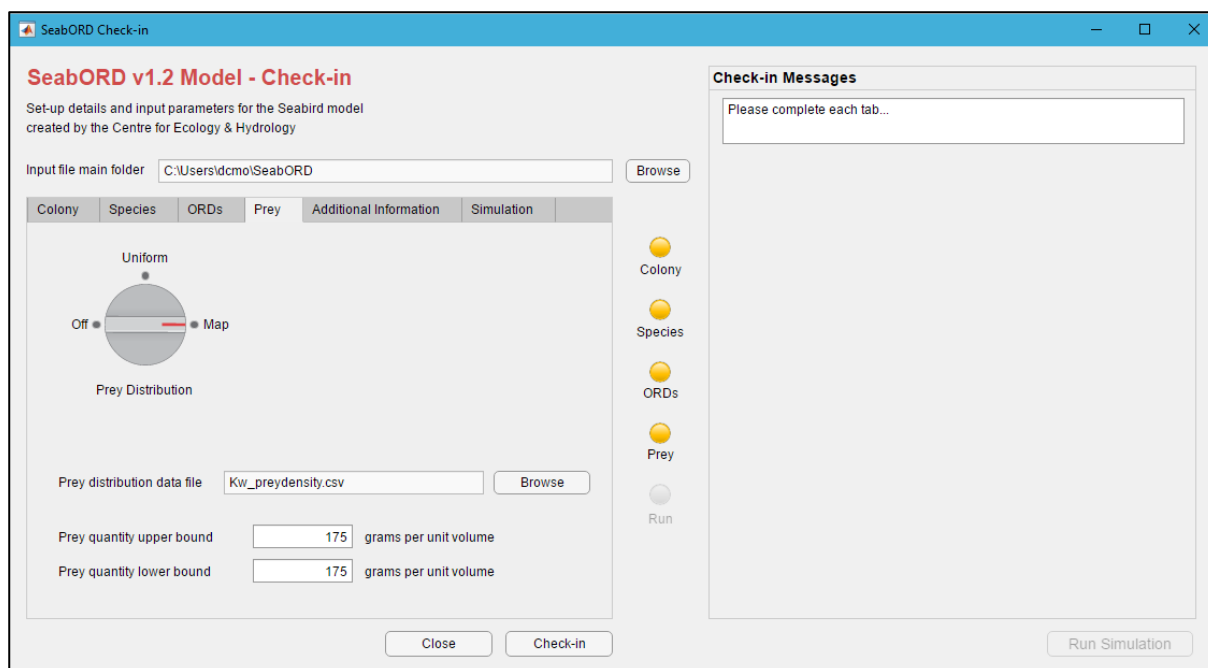 SeabORD Check-in
SeabORD v1.2 Model - Check-in
Set-up details and input parameters for the Seabird model
created by the Centre for Ecology & Hydrology
Input file main folder C:\Users\dcmo\SeabORD Browse
Colony Species ORDs Prey Additional Information Simulation
Uniform
Off Map
Prey Distribution
Prey distribution data file Kw_preydensity.csv Browse
Prey quantity upper bound 175 grams per unit volume
Prey quantity lower bound 175 grams per unit volume
Close Check-in
Colony
Species
ORDs
Prey
Run
Check-in Messages
Please complete each tab...
Run Simulation